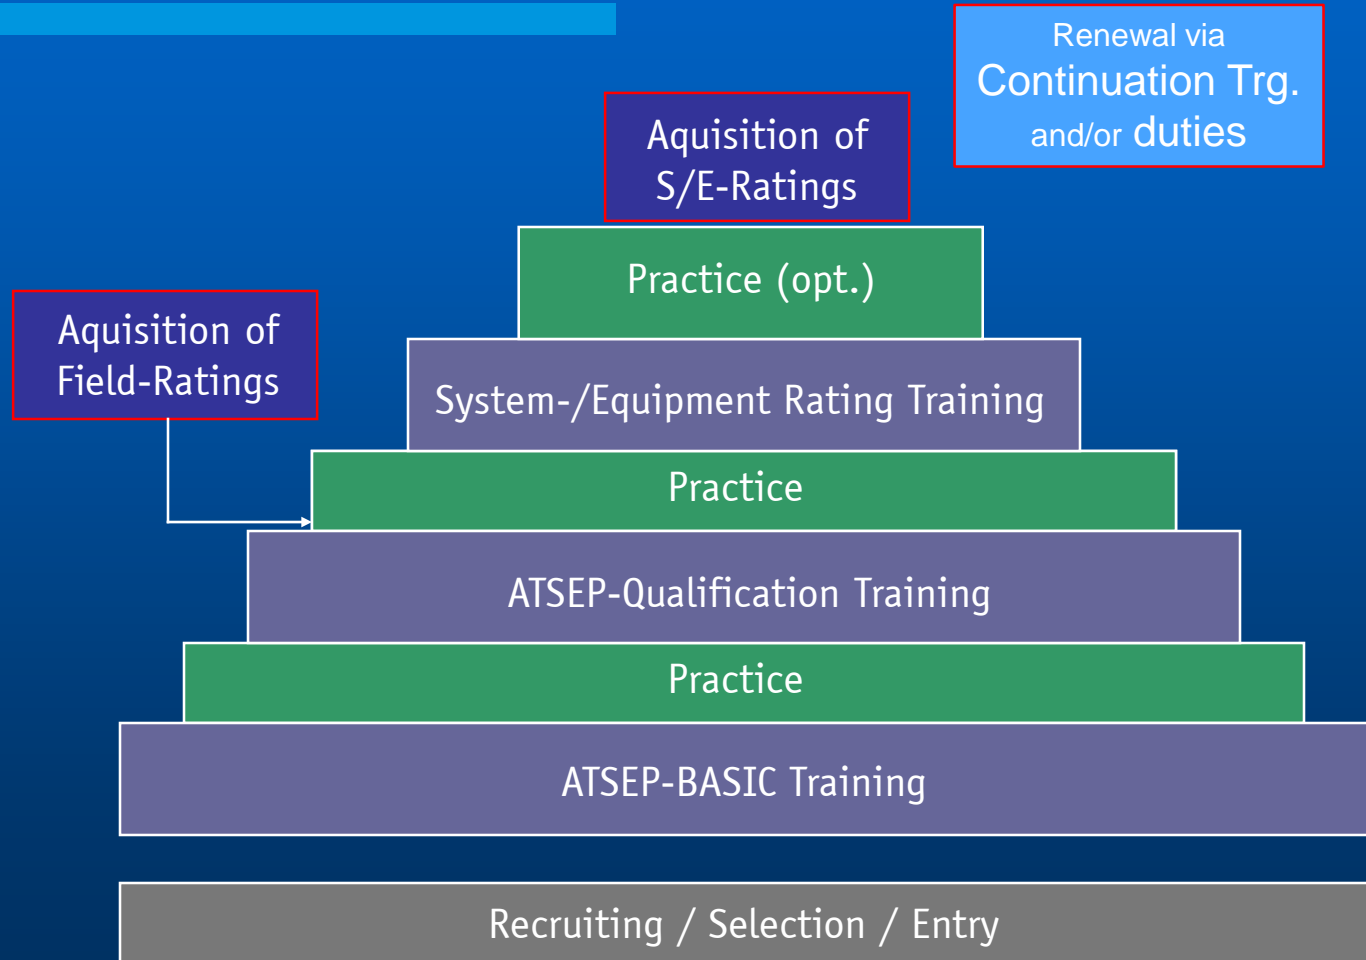 Renewal via
Continuation Trg.
and/or duties
Aquisition of
S/E-Ratings
Practice (opt.)
Aquisition of
Field-Ratings
System-/Equipment Rating Training
Practice
ATSEP-Qualification Training
Practice
ATSEP-BASIC Training
Recruiting / Selection / Entry